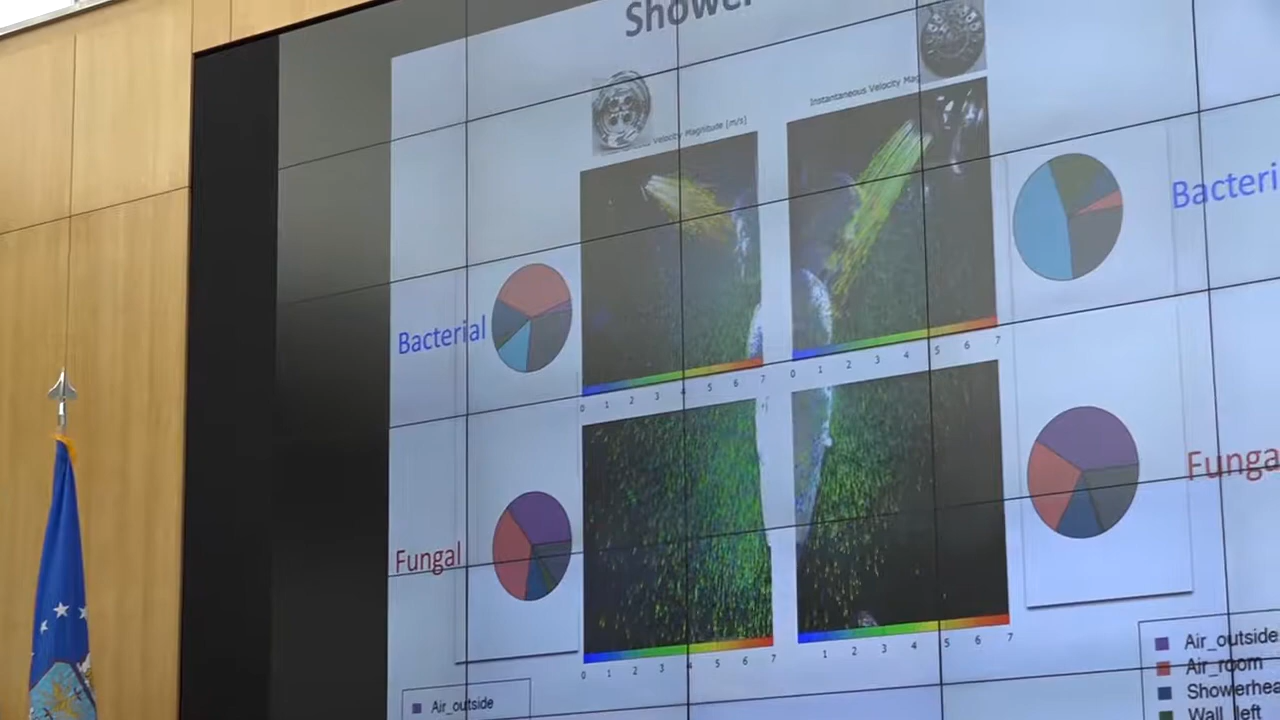 Shower
Velocity Magnitude [m/s]
Instantaneous Velocity Mag
Bacterial
Bacteri
0 1 2 3 4 5 6 7
0 1 2 3 4 5 6 7
Fungal
Funga
0 1 2 3 4 5 6 7
1 2 3 4 5 6 7
Air_outside
Air_outside
Air_room
Showerhea
Wall_left